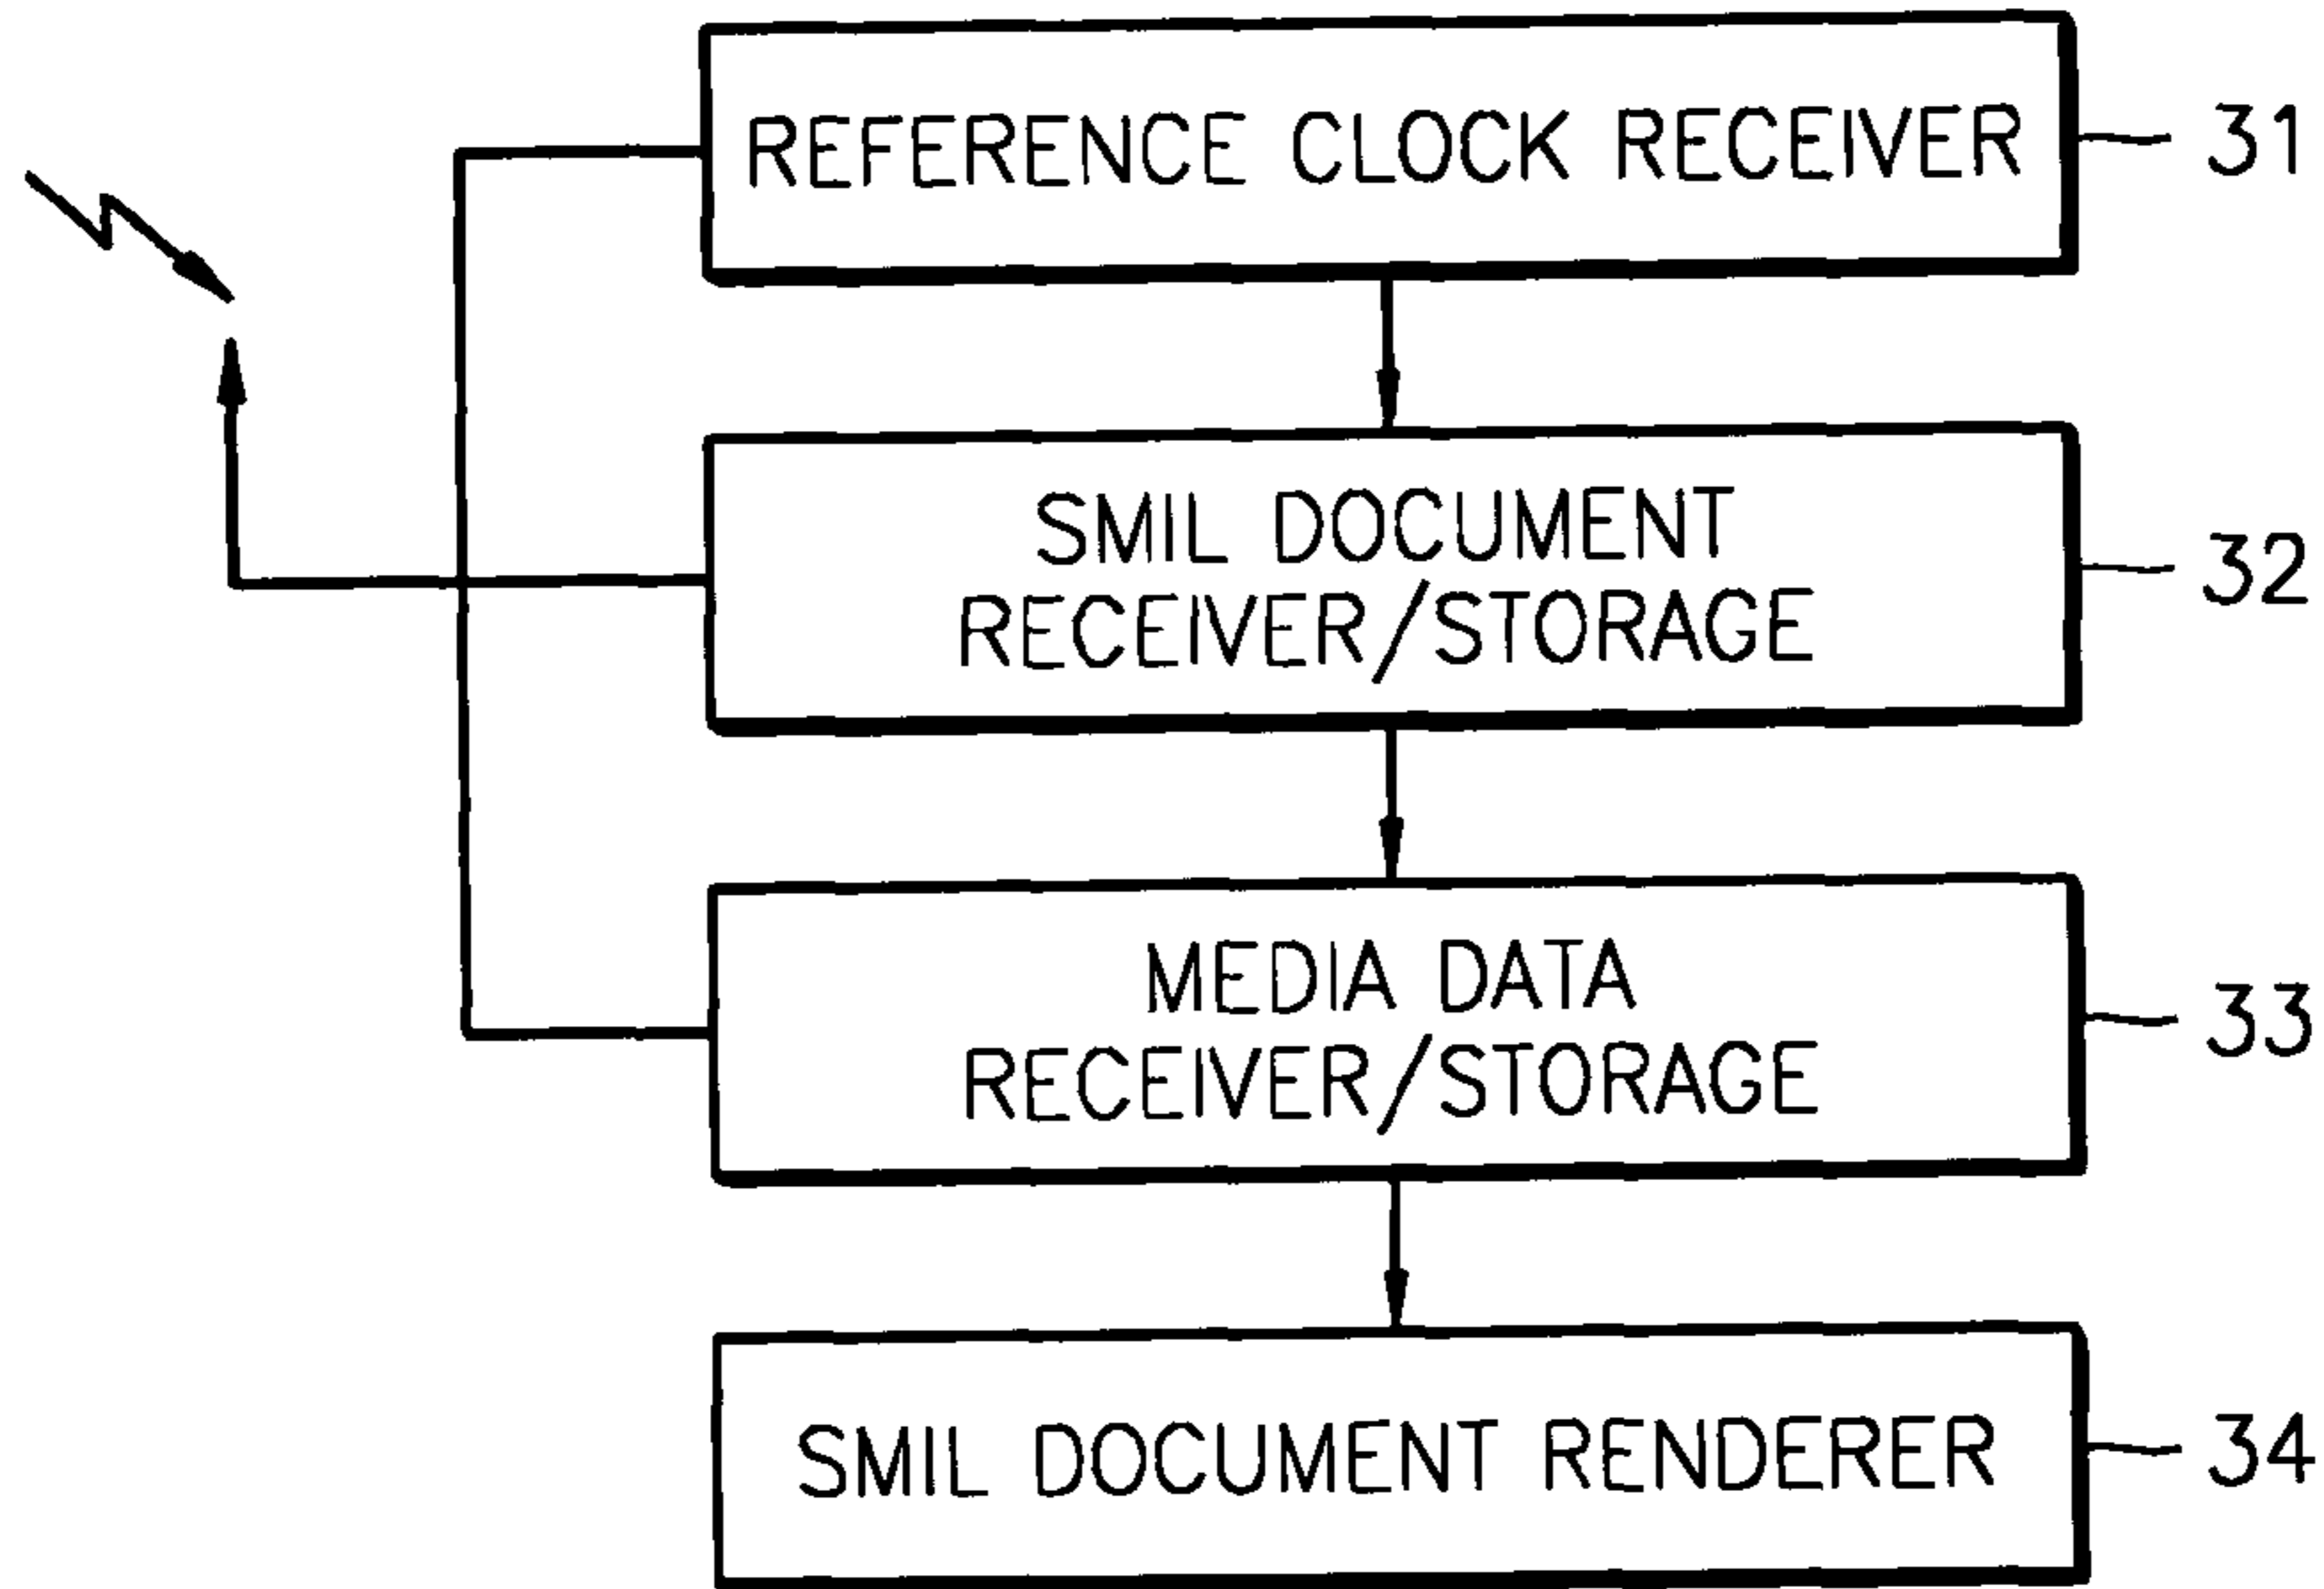 REFERENCE CLOCK RECEIVER
31
SMIL DOCUMENT
RECEIVER/STORAGE
32
MEDIA DATA
RECEIVER/STORAGE
33
SMIL DOCUMENT RENDERER
34